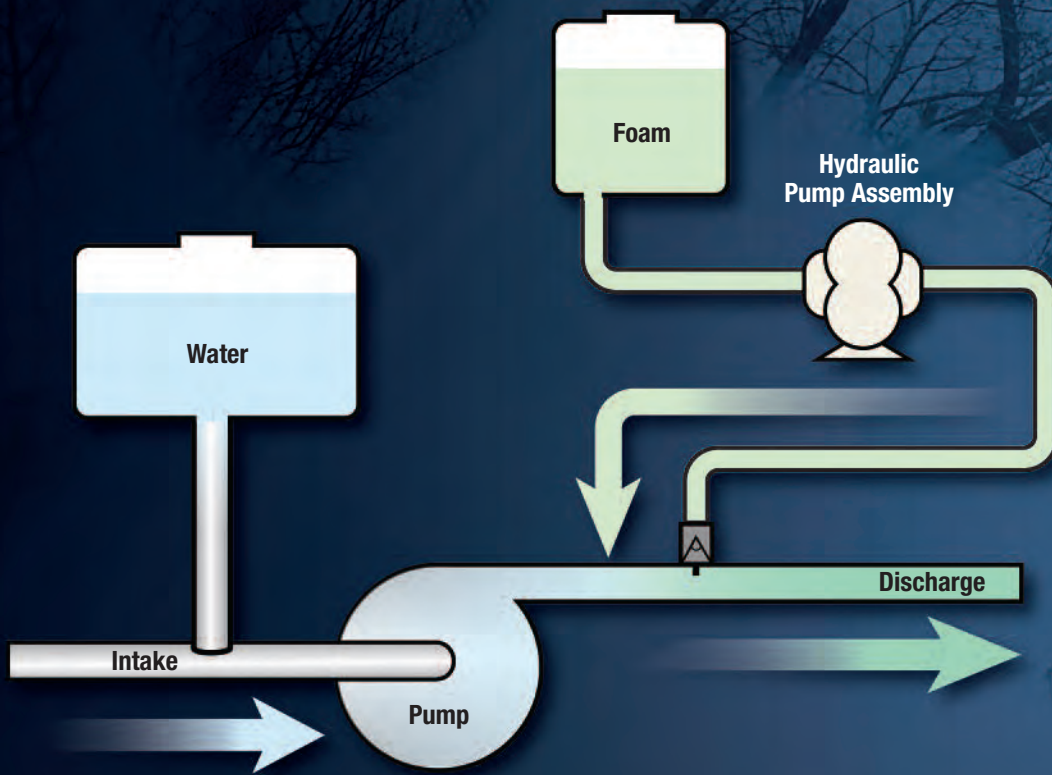 Foam
Hydraulic
Pump Assembly
Water
Discharge
Intake
Pump